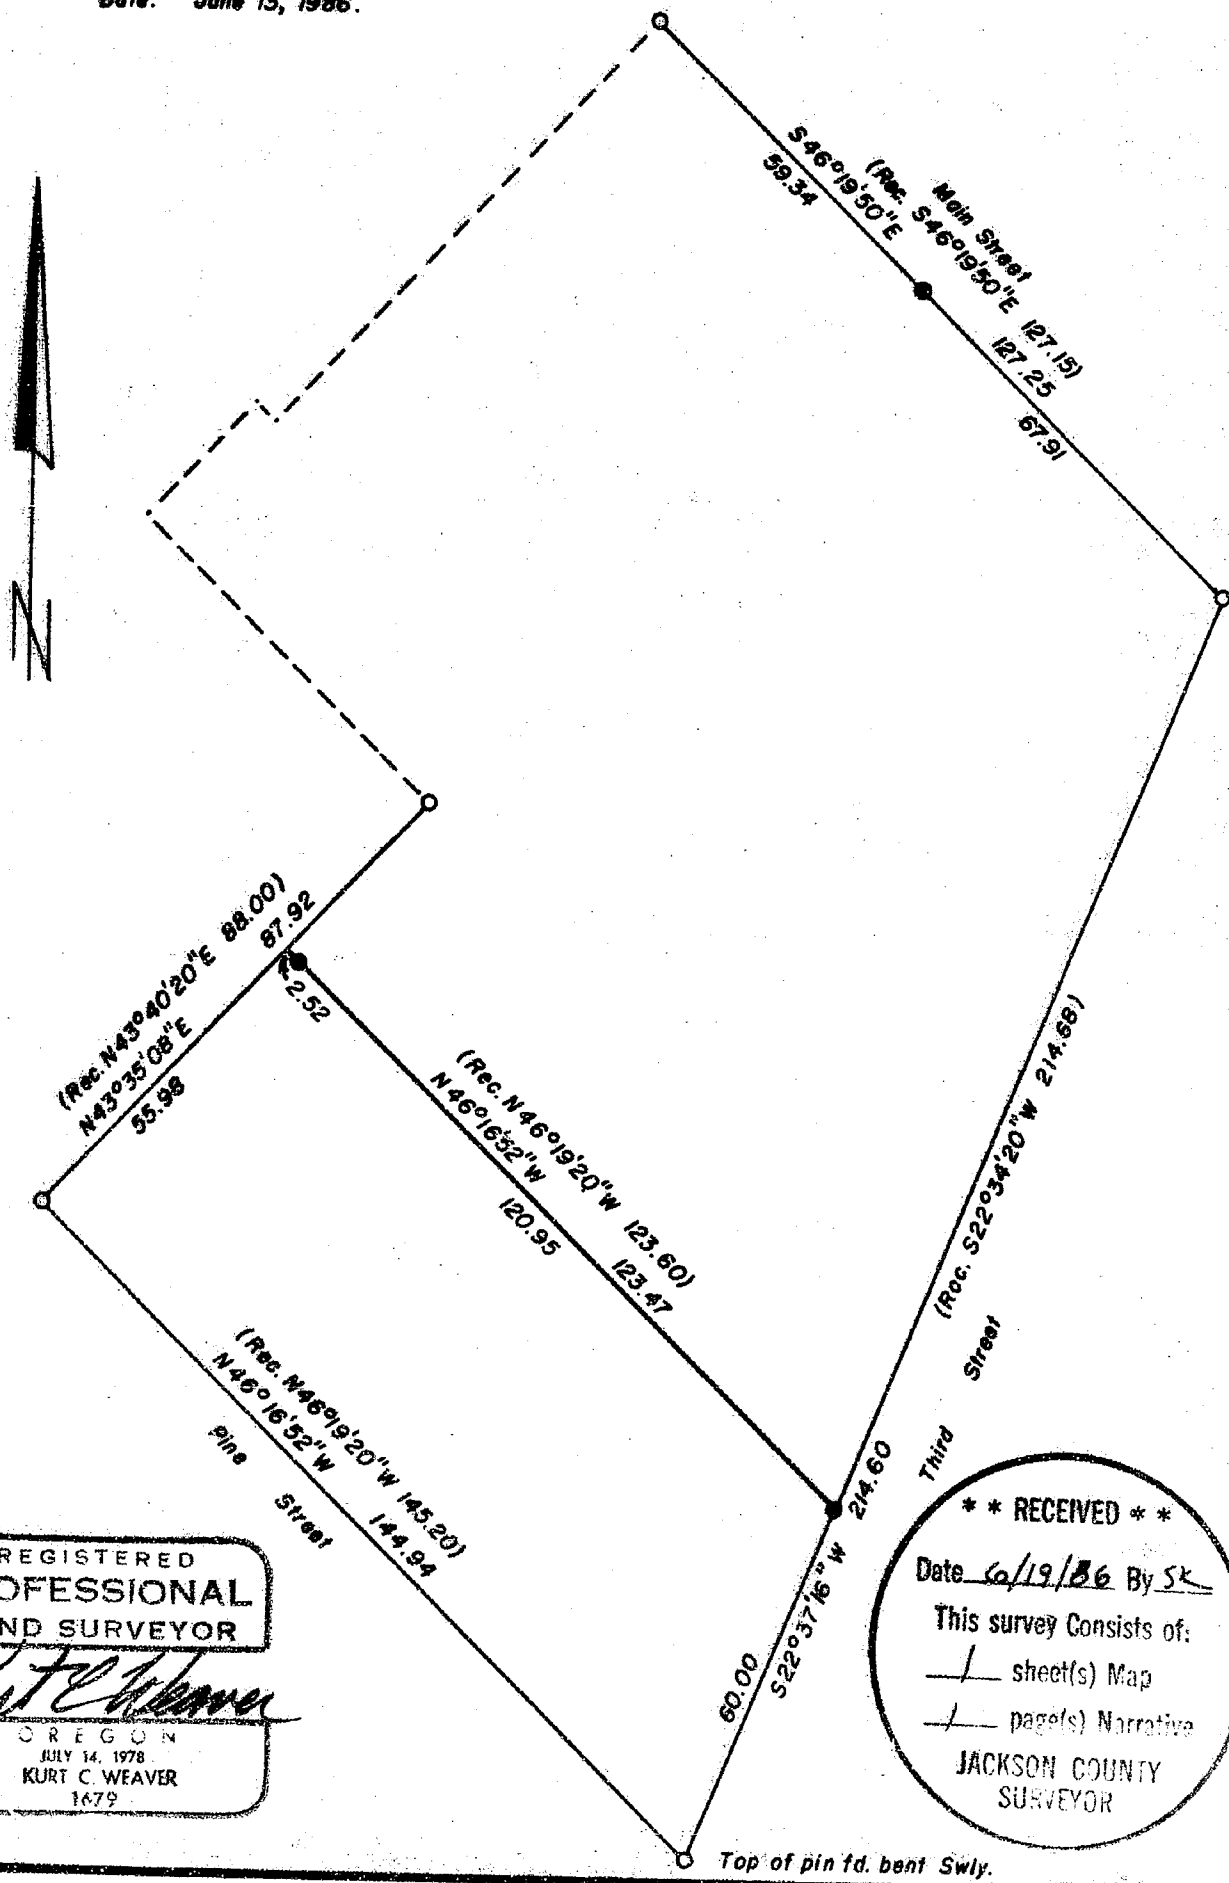 Date: June 13, 1986.
Main Street
(Rec. S46°19'50"E 127.15)
S46°19'50"E 127.25
59.34
67.91
N
(Rec. N43°40'20"E 88.00)
N43°35'08"E 87.92
55.98
2.52
(Rec. N46°19'20"W 123.60)
N46°16'52"W 123.47
120.95
(Rec. S22°34'20"W 214.68)
Third Street
S22°37'16"W 214.60
60.00
(Rec. N46°19'20"W 145.20)
N46°16'52"W 144.94
Pine Street
Top of pin fd. bent Swly.
REGISTERED
OFESSIONAL
ND SURVEYOR
OREGON
JULY 14, 1978
KURT C. WEAVER
1679
* * RECEIVED * *
Date 6/19/86 By SK
This survey Consists of:
1 sheet(s) Map
1 page(s) Narrative
JACKSON COUNTY
SURVEYOR